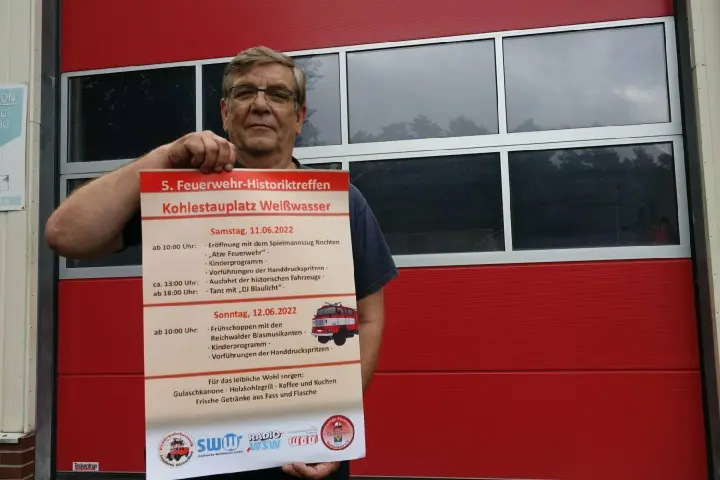 5. Feuerwehr-Historiktreffen
Kohlestauplatz Weißwasser
Samstag, 11.06.2022
ab 10:00 Uhr: · Eröffnung mit dem Spielmannszug Nochten
· „Atze Feuerwehr“ ·
· Kinderprogramm ·
· Vorführungen der Handdruckspritzen ·
ca. 13:00 Uhr: · Ausfahrt der historischen Fahrzeuge ·
ab 18:00 Uhr: · Tanz mit „DJ Blaulicht“ ·
Sonntag, 12.06.2022
ab 10:00 Uhr: · Frühschoppen mit den
Reichwalder Blasmusikanten ·
· Kinderprogramm ·
· Vorführungen der Handdruckspritzen ·
Für das leibliche Wohl sorgen:
Gulaschkanone · Holzkohlegrill · Kaffee und Kuchen
Frische Getränke aus Fass und Flasche
SWW RADIO WSW